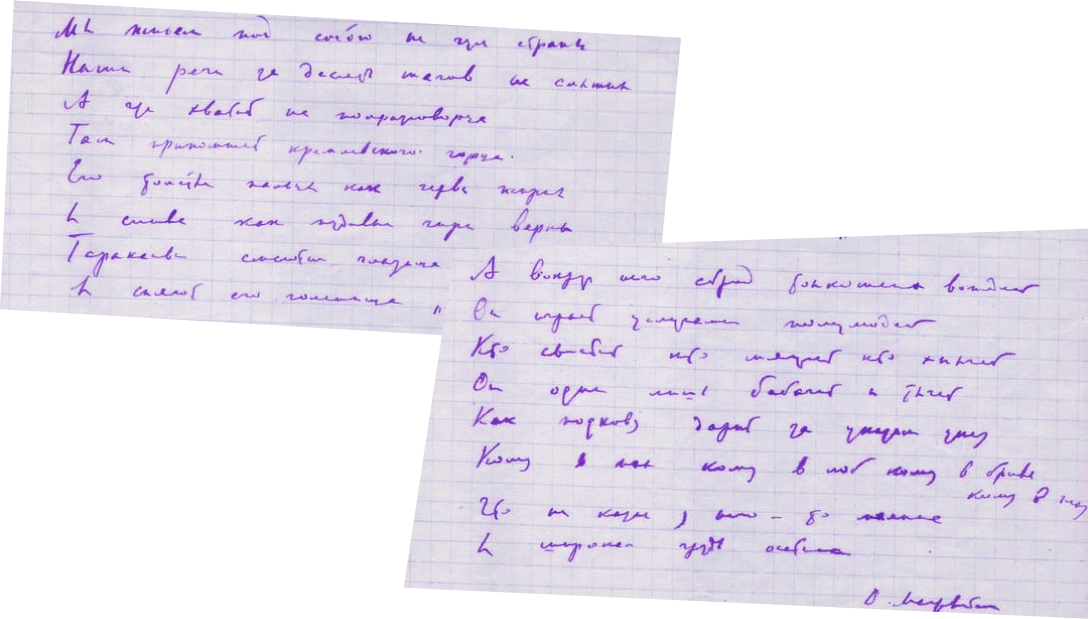 Мы живем под собою не чуя страны
Наши речи за десять шагов не слышны
А где хватит на полразговорца
Там припомнят кремлевского горца.
Его толстые пальцы как черви жирны
И слова как пудовые гири верны
Тараканьи смеются глазища
И сияют его голенища
А вокруг него сброд тонкошеих вождей
Он играет услугами полулюдей
Кто свистит кто мяучит кто хнычет
Он один лишь бабачит и тычет
Как подкову дарит за указом указ
Кому в пах кому в лоб кому в бровь
кому в глаз
Что ни казнь у него – то малина
И широкая грудь осетина
О. Мандельштам